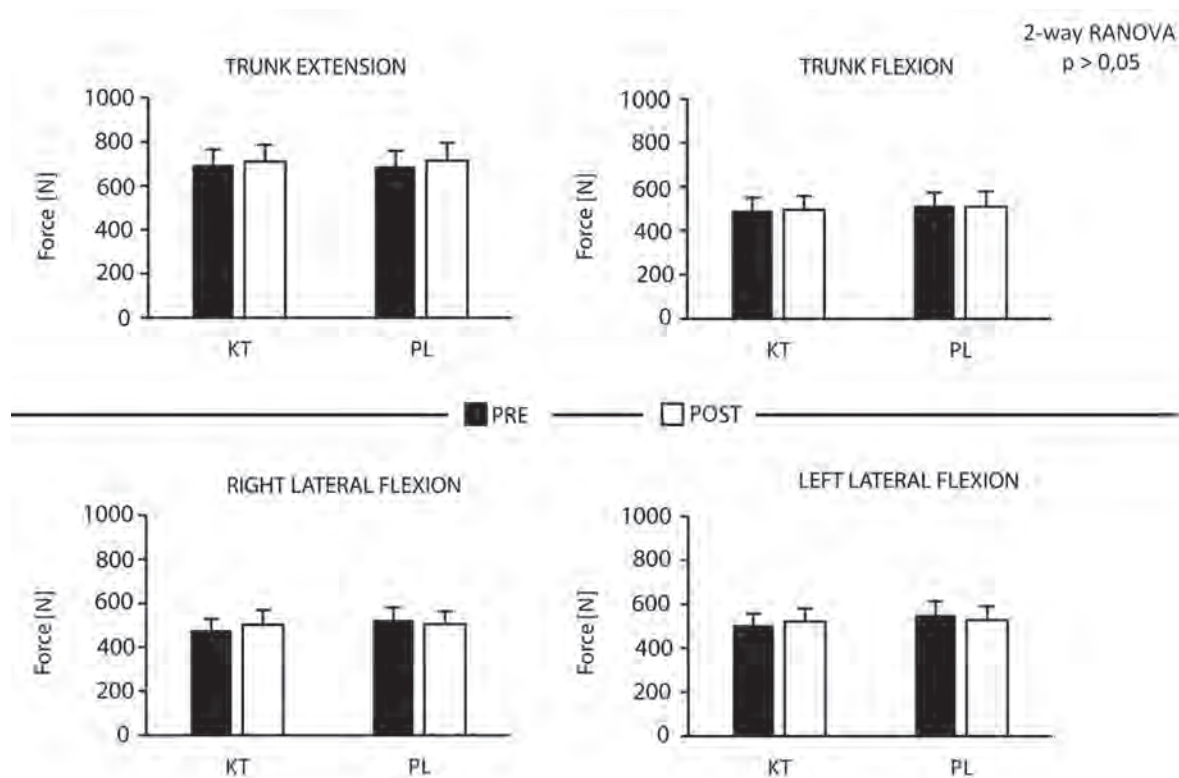 2-way RANOVA
p > 0,05
TRUNK EXTENSION
1000
800
600
400
200
0
Force [N]
KT PL
TRUNK FLEXION
1000
800
600
400
200
0
Force [N]
KT PL
PRE POST
RIGHT LATERAL FLEXION
1000
800
600
400
200
0
Force [N]
KT PL
LEFT LATERAL FLEXION
1000
800
600
400
200
0
Force [N]
KT PL